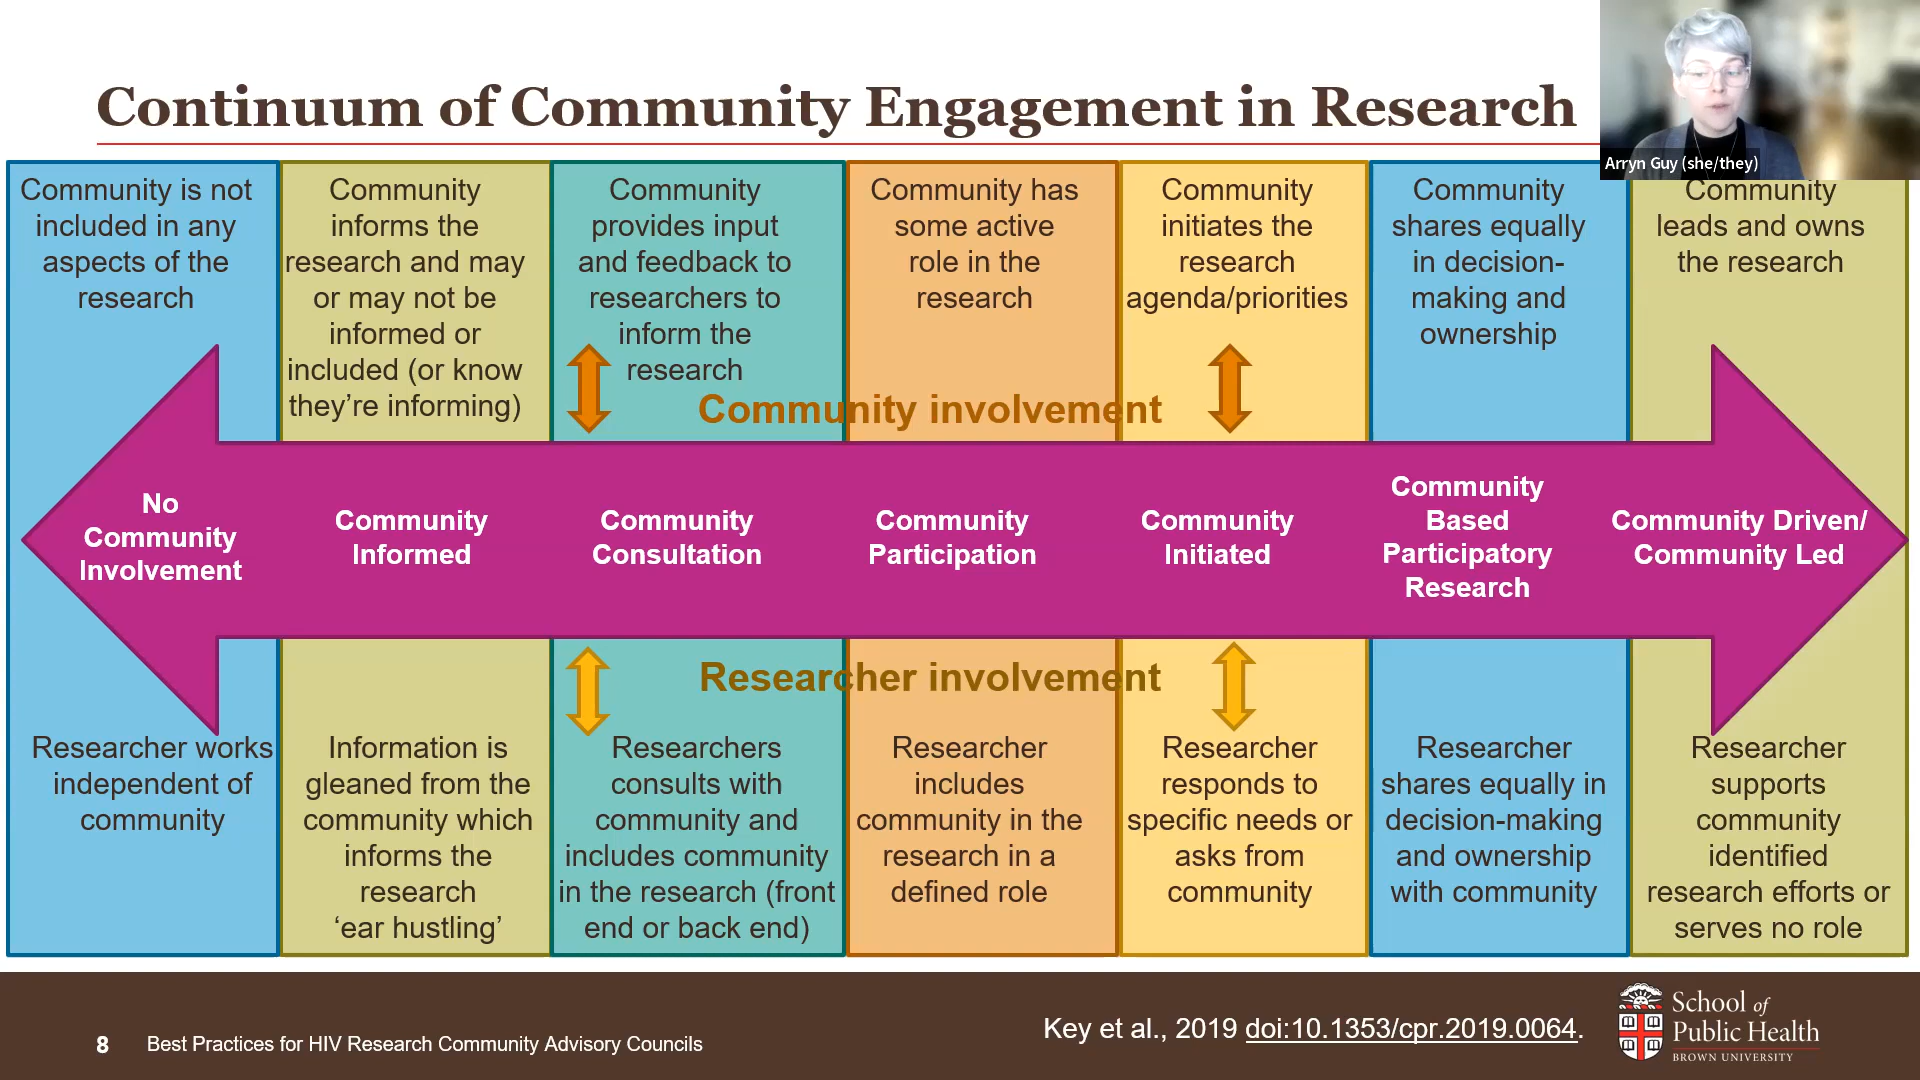 Continuum of Community Engagement in Research
Arryn Guy (she/they)
Community is not
included in any
aspects of the
research
Community
informs the
research and may
or may not be
informed or
included (or know
they're informing)
Community
provides input
and feedback to
researchers to
inform the
research
Community has
some active
role in the
research
Community
initiates the
research
agenda/priorities
Community
shares equally
in decision-
making and
ownership
Community
leads and owns
the research
Community involvement
No
Community
Involvement
Community
Informed
Community
Consultation
Community
Participation
Community
Initiated
Community
Based
Participatory
Research
Community Driven/
Community Led
Researcher involvement
Researcher works
independent of
community
Information is
gleaned from the
community which
informs the
research
‘ear hustling’
Researchers
consults with
community and
includes community
in the research (front
end or back end)
Researcher
includes
community in the
research in a
defined role
Researcher
responds to
specific needs or
asks from
community
Researcher
shares equally in
decision-making
and ownership
with community
Researcher
supports
community
identified
research efforts or
serves no role
8 Best Practices for HIV Research Community Advisory Councils
Key et al., 2019 doi:10.1353/cpr.2019.0064.
School of
Public Health
BROWN UNIVERSITY